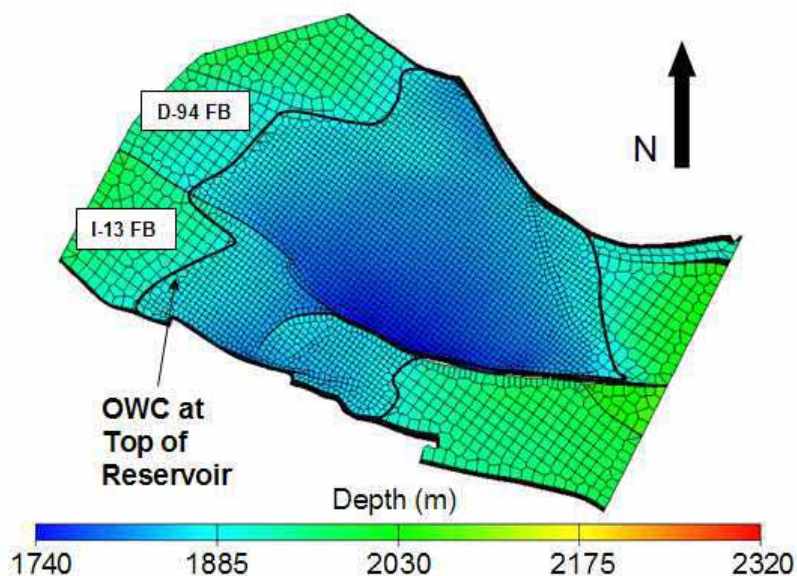 D-94 FB
N
I-13 FB
OWC at
Top of
Reservoir
Depth (m)
1740 1885 2030 2175 2320